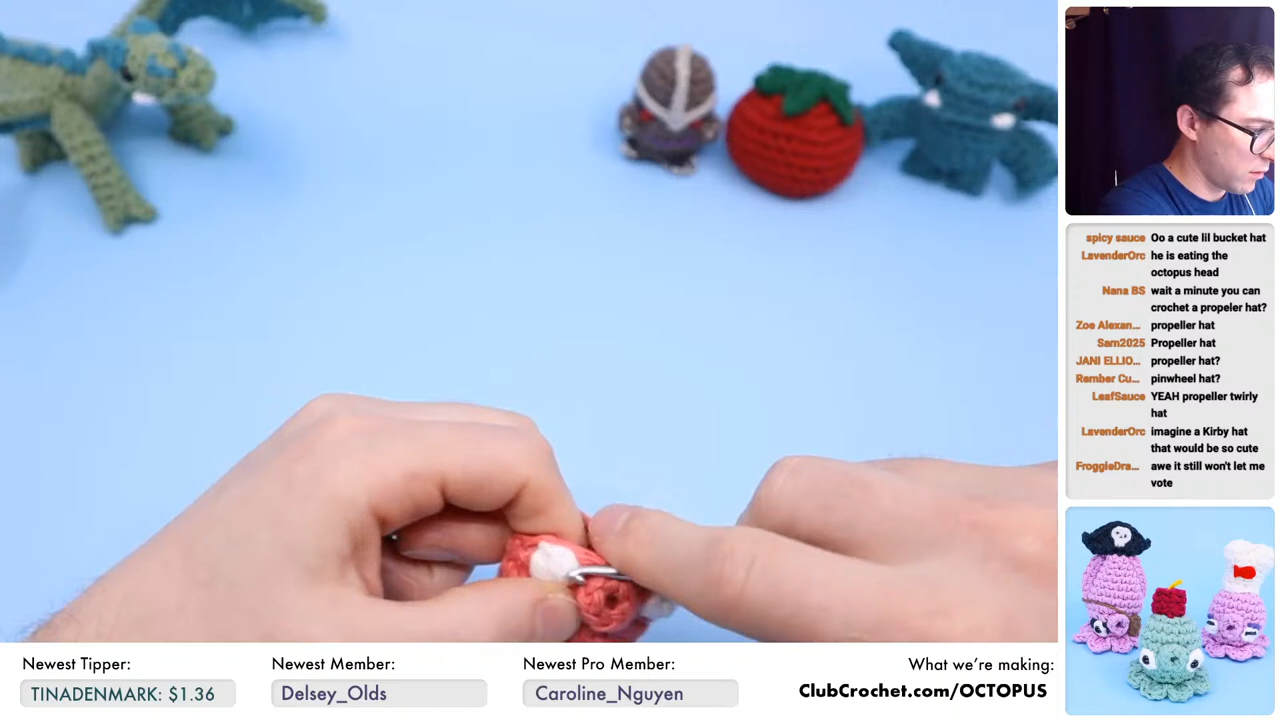 spicy sauce Oo a cute lil bucket hat
LavenderOrc he is eating the
octopus head
Nana BS wait a minute you can
crochet a propeler hat?
Zoe Alexan... propeller hat
Sam2025 Propeller hat
JANI ELLIO... propeller hat?
Rember Cu... pinwheel hat?
LeafSauce YEAH propeller twirly
hat
LavenderOrc imagine a Kirby hat
that would be so cute
FroggieDra... awe it still won't let me
vote
Newest Tipper:
TINADENMARK: $1.36
Newest Member:
Delsey_Olds
Newest Pro Member:
Caroline_Nguyen
What we're making:
ClubCrochet.com/OCTOPUS